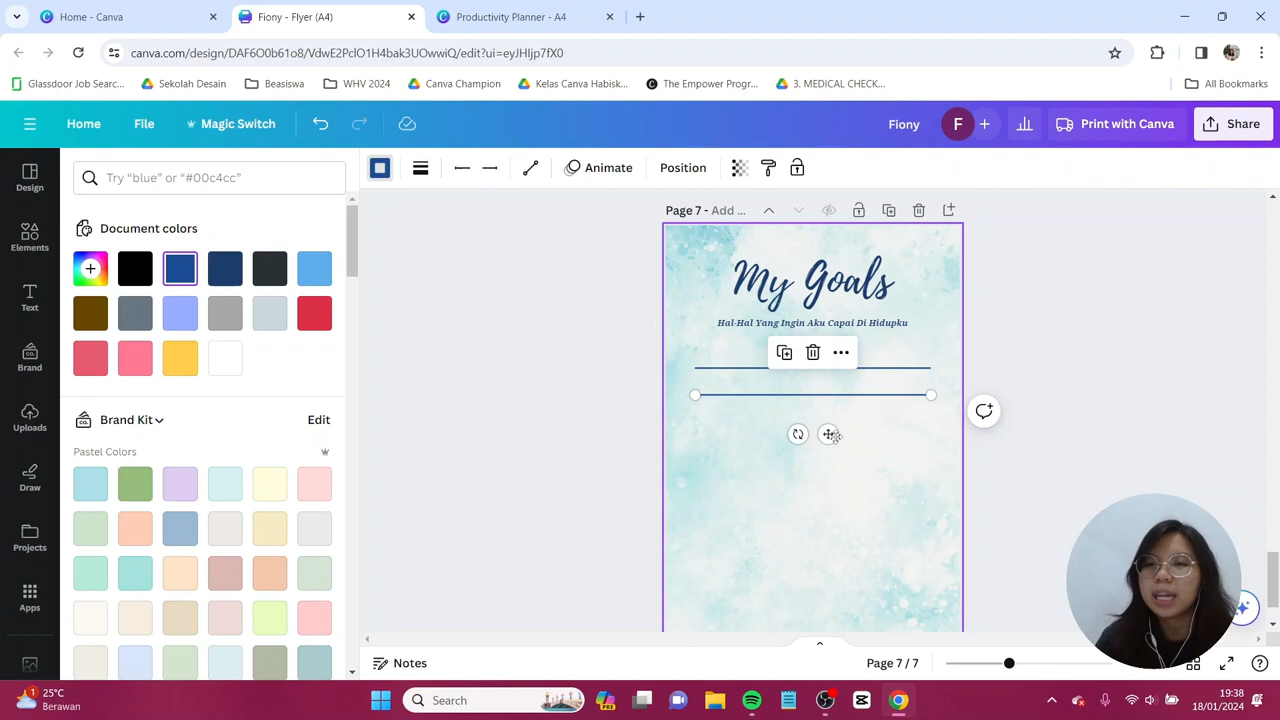 Home - Canva
Fiony - Flyer (A4)
Productivity Planner - A4
canva.com/design/DAF6O0b61o8/VdwE2PclO1H4bak3UOwwiQ/edit?ui=eyJHIjp7fX0
Glassdoor Job Searc...
Sekolah Desain
Beasiswa
WHV 2024
Canva Champion
Kelas Canva Habisk...
The Empower Progr...
3. MEDICAL CHECK...
All Bookmarks
Home
File
Magic Switch
Fiony
F
Print with Canva
Share
Design
Elements
Text
Brand
Uploads
Draw
Projects
Apps
Try “blue” or “#00c4cc”
Document colors
Brand Kit
Edit
Pastel Colors
Animate
Position
Page 7 - Add ...
My Goals
Hal-Hal Yang Ingin Aku Capai Di Hidupku
Notes
Page 7 / 7
1
25°C
Berawan
Search
PRE
19:38
18/01/2024